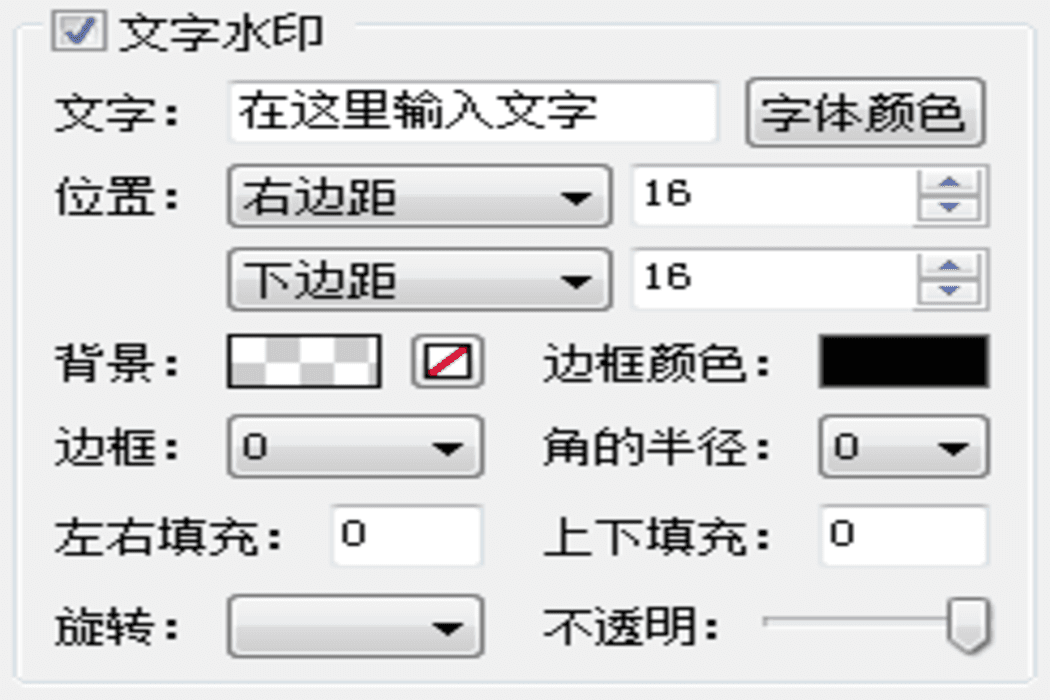 文字水印
文字: 在这里输入文字 字体颜色
位置: 右边距 16
下边距 16
背景: 边框颜色:
边框: 0 角的半径: 0
左右填充: 0 上下填充: 0
旋转: 不透明: